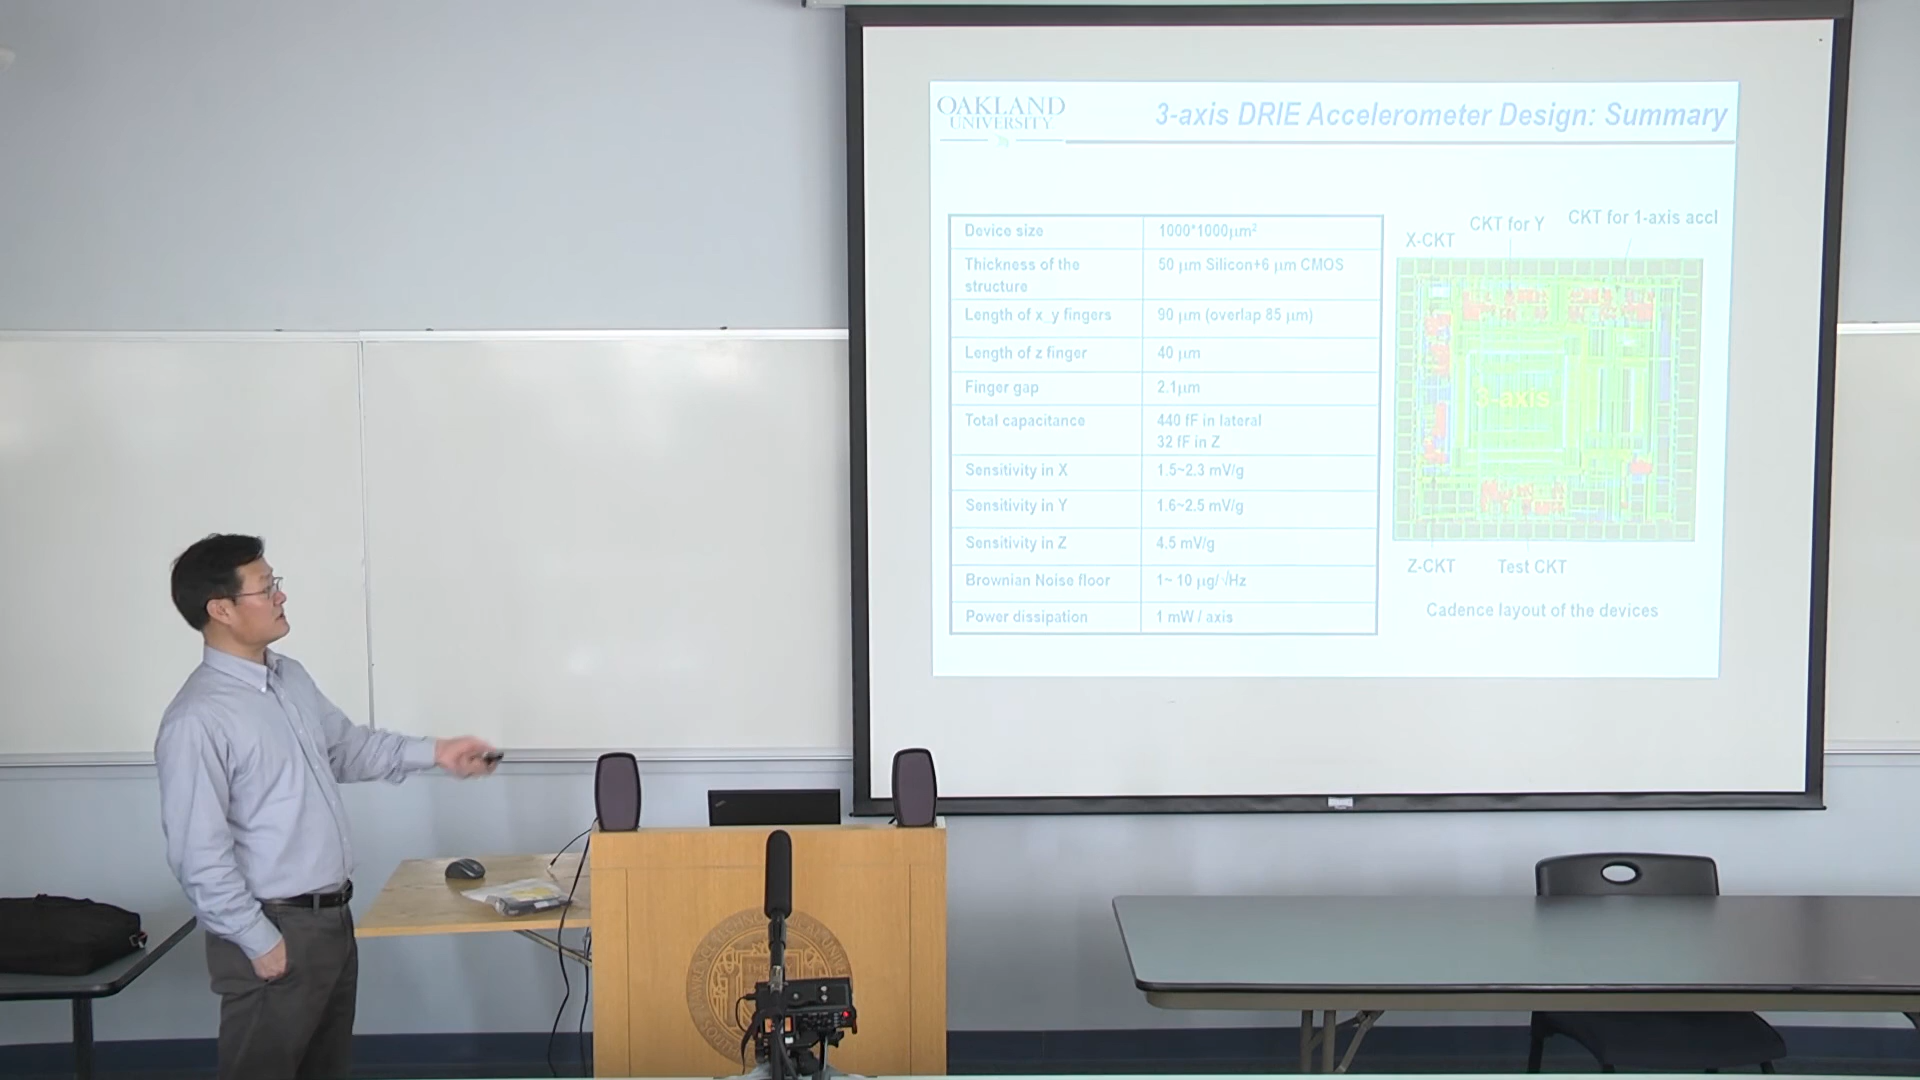 OAKLAND
UNIVERSITY
3-axis DRIE Accelerometer Design: Summary
Device size 1000*1000µm²
Thickness of the structure 50 µm Silicon+6 µm CMOS
Length of x_y fingers 90 µm (overlap 85 µm)
Length of z finger 40 µm
Finger gap 2.1µm
Total capacitance 440 fF in lateral
32 fF in Z
Sensitivity in X 1.5~2.3 mV/g
Sensitivity in Y 1.6~2.5 mV/g
Sensitivity in Z 4.5 mV/g
Brownian Noise floor 1~ 10 µg/√Hz
Power dissipation 1 mW / axis
X-CKT
CKT for Y
CKT for 1-axis accl
3-axis
Z-CKT
Test CKT
Cadence layout of the devices